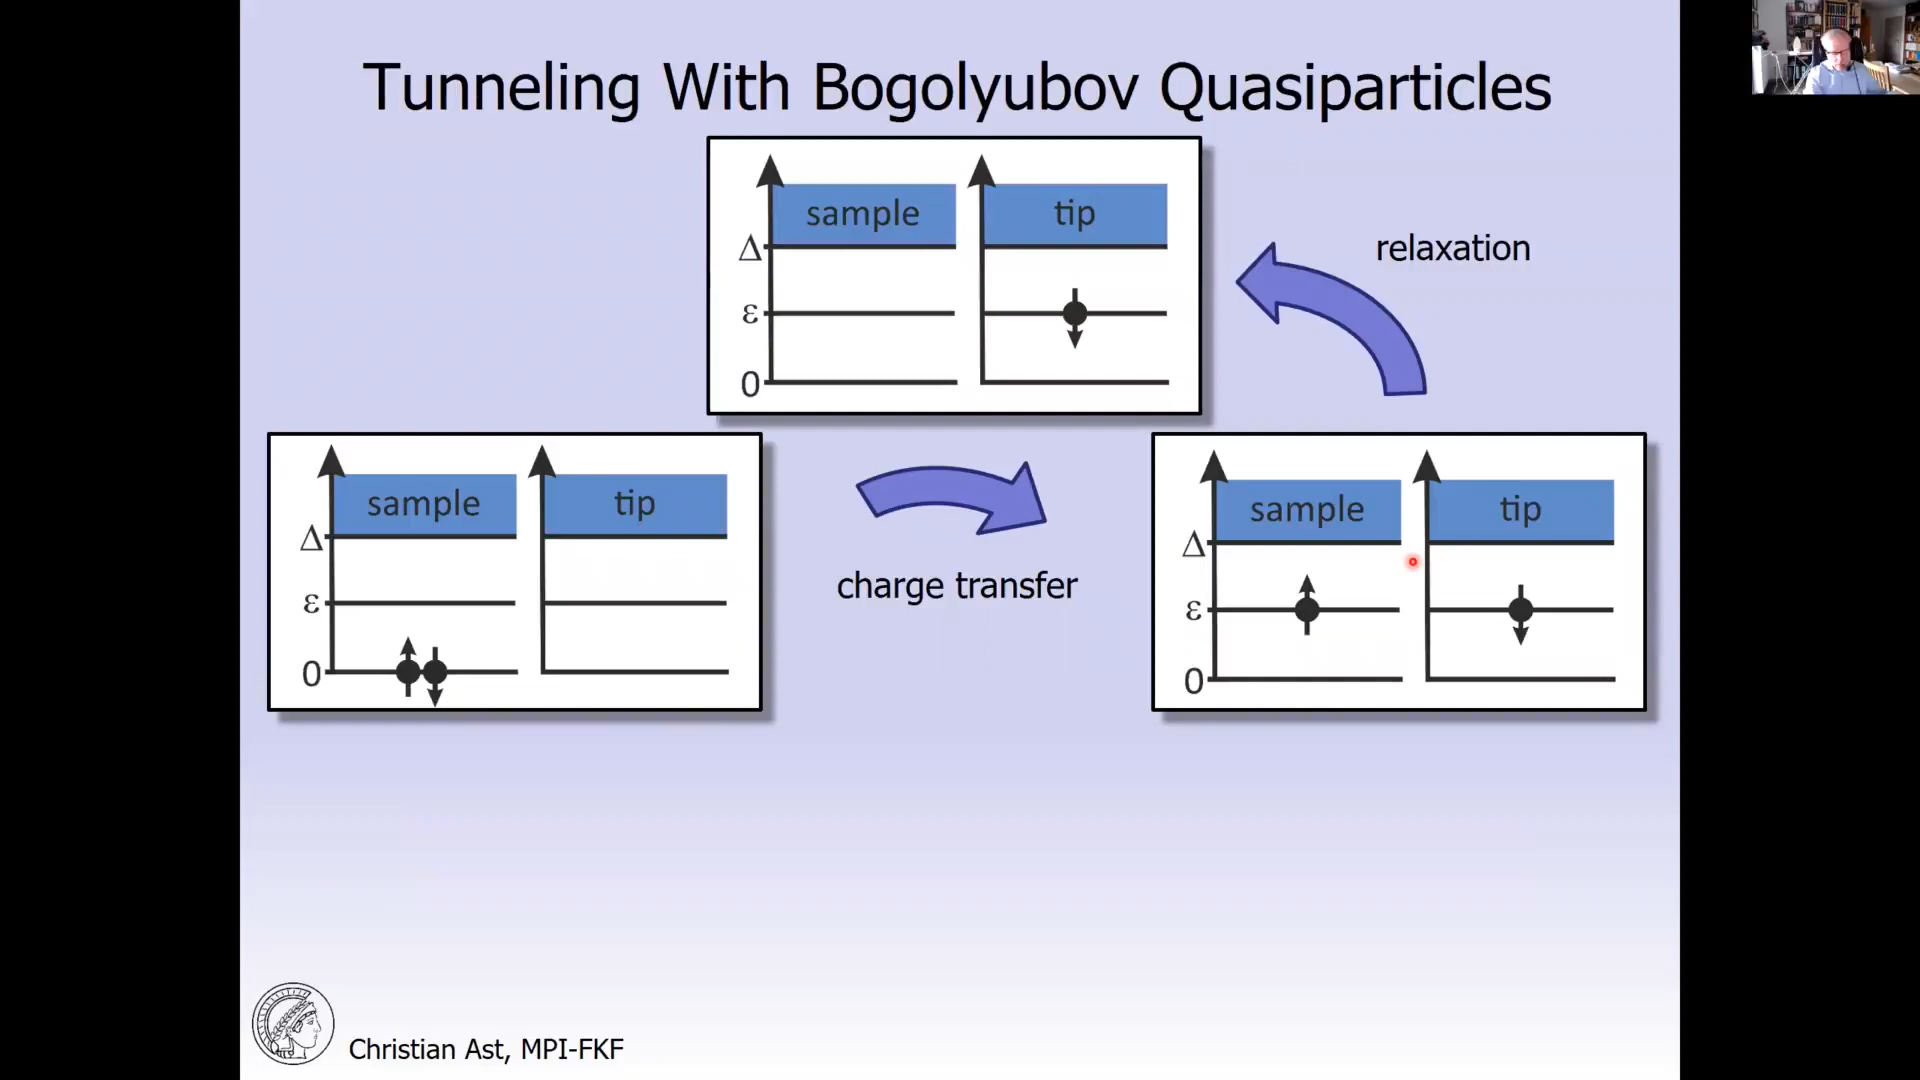 Tunneling With Bogolyubov Quasiparticles
sample tip
Δ
ε
0
relaxation
sample tip
Δ
ε
0
charge transfer
sample tip
Δ
ε
0
Christian Ast, MPI-FKF